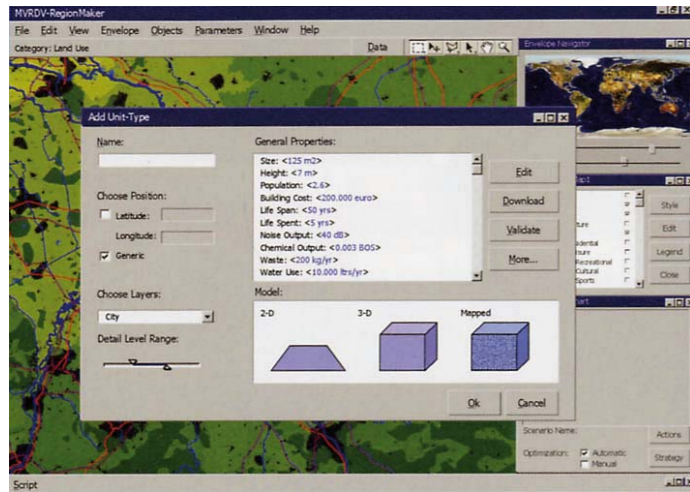 MVRDV-RegionMaker
File Edit View Envelope Objects Parameters Window Help
Category: Land Use
Data
Envelope Navigator
Add Unit-Type
Name:
General Properties:
Size: <125 m2>
Height: <7 m>
Population: <2.6>
Building Cost: <200.000 euro>
Life Span: <50 yrs>
Life Spent: <5 yrs>
Noise Output: <40 dB>
Chemical Output: <0.003 BOS>
Waste: <200 kg/yr>
Water Use: <10.000 ltrs/yr>
Edit
Download
Validate
More...
Choose Position:
Latitude:
Longitude:
Generic
Choose Layers:
City
Detail Level Range:
Model:
2-D
3-D
Mapped
Ok
Cancel
Style
Edit
Legend
Close
Recreational
Cultural
Sports
Scenario Name:
Optimization:
Automatic
Manual
Actions
Strategy
Script